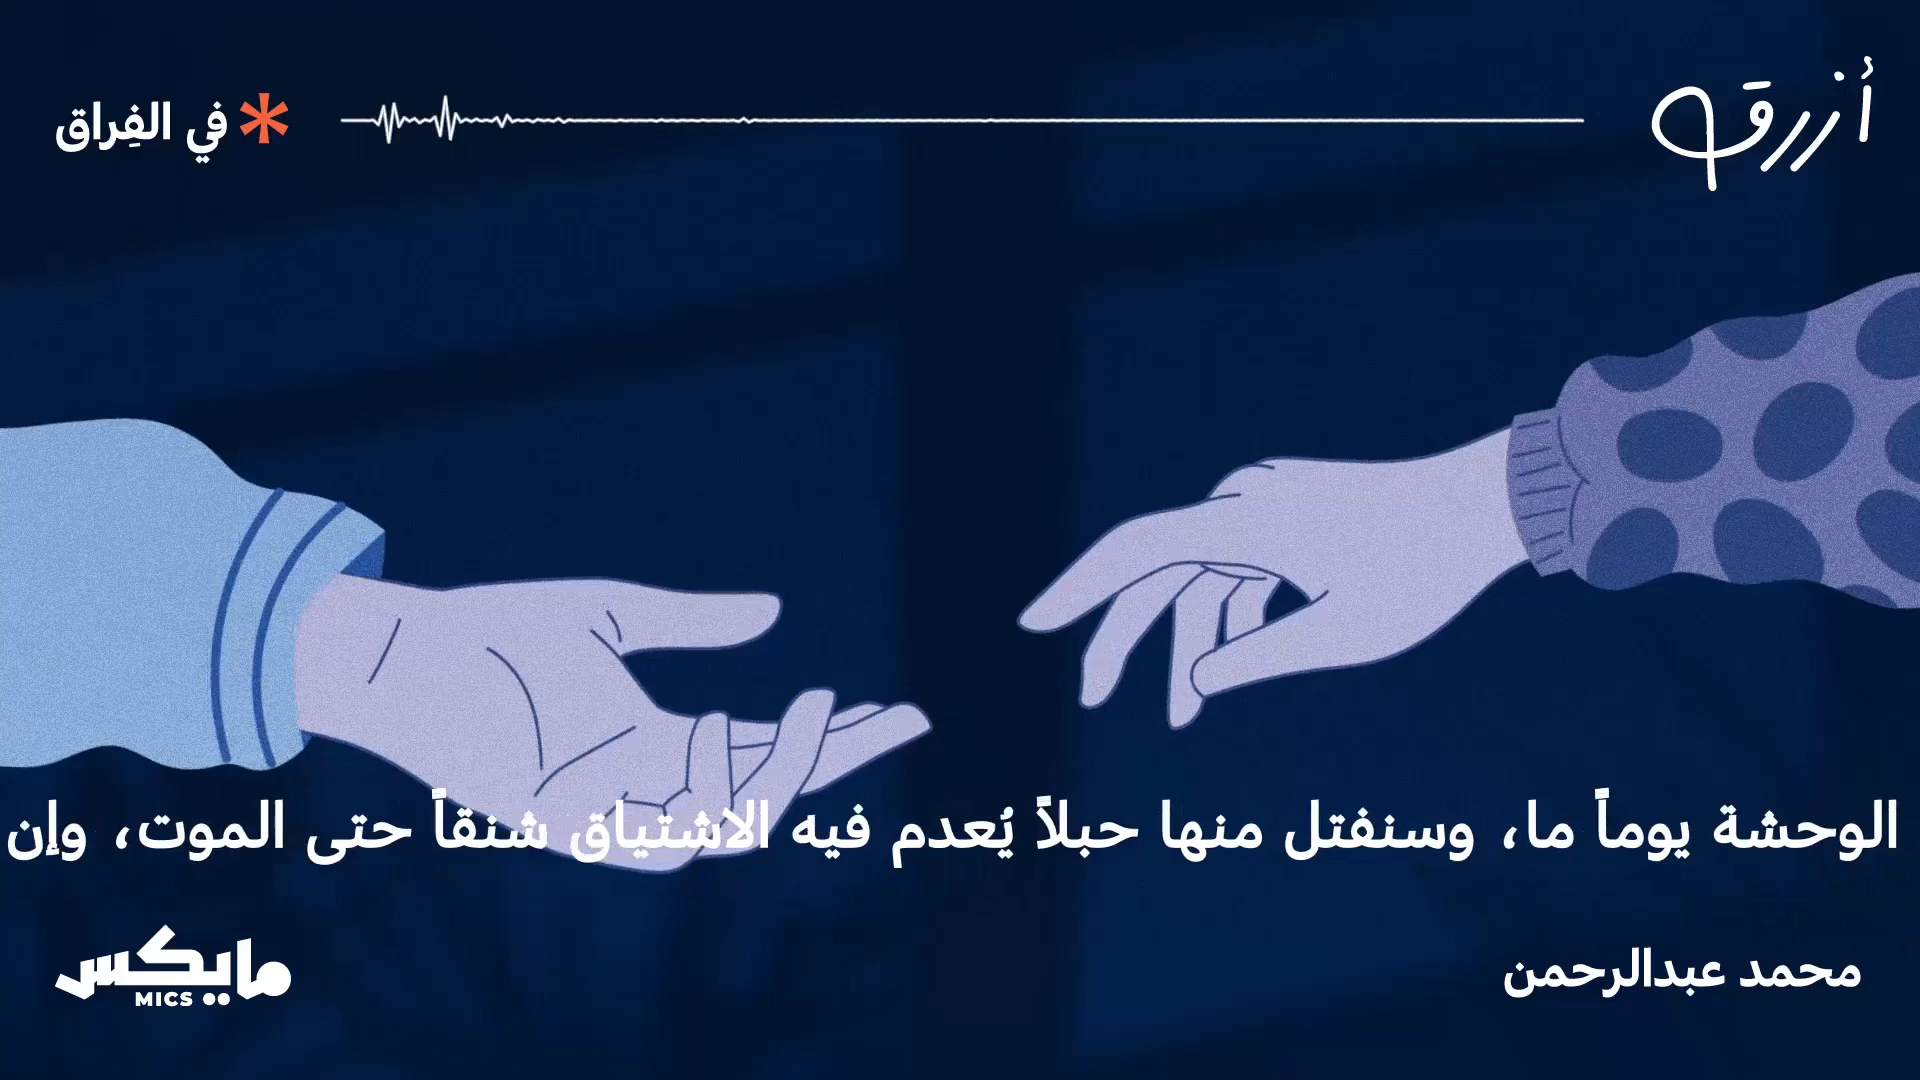 أزرق
في الفِراق
الوحشة يوماً ما، وسنفتل منها حبلاً يُعدم فيه الاشتياق شنقاً حتى الموت، وإن
محمد عبدالرحمن
مايكس
MICS